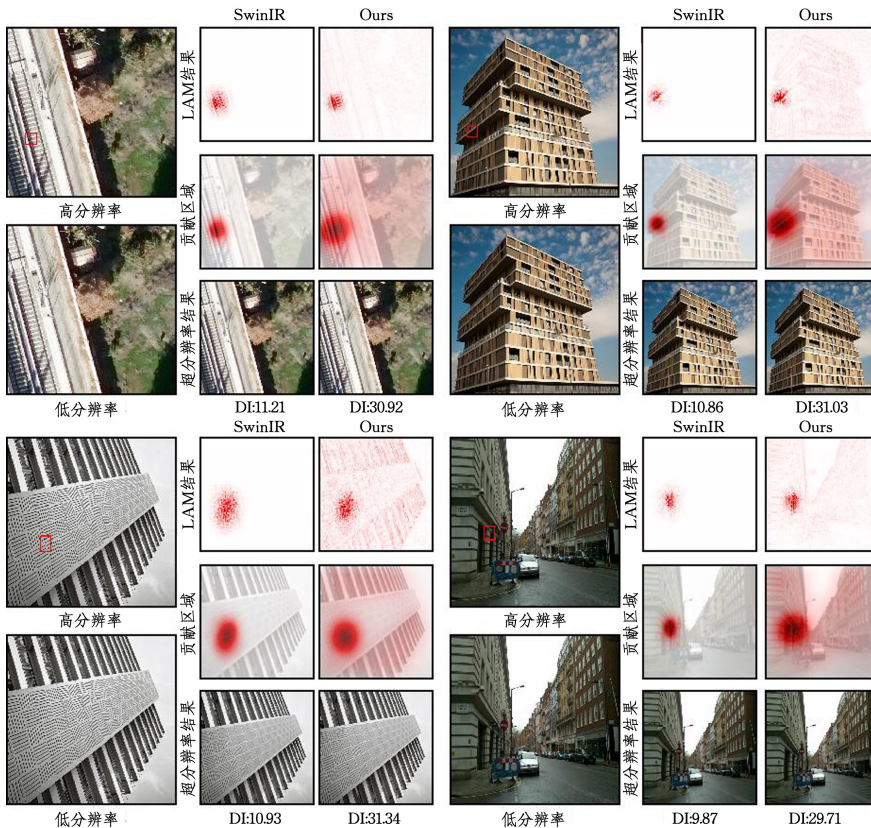 SwinIR Ours
LAM结果
高分辨率
贡献区域
超分辨率结果
低分辨率 DI:11.21 DI:30.92
SwinIR Ours
LAM结果
高分辨率
贡献区域
超分辨率结果
低分辨率 DI:10.86 DI:31.03
SwinIR Ours
LAM结果
高分辨率
贡献区域
超分辨率结果
低分辨率 DI:10.93 DI:31.34
SwinIR Ours
LAM结果
高分辨率
贡献区域
超分辨率结果
低分辨率 DI:9.87 DI:29.71